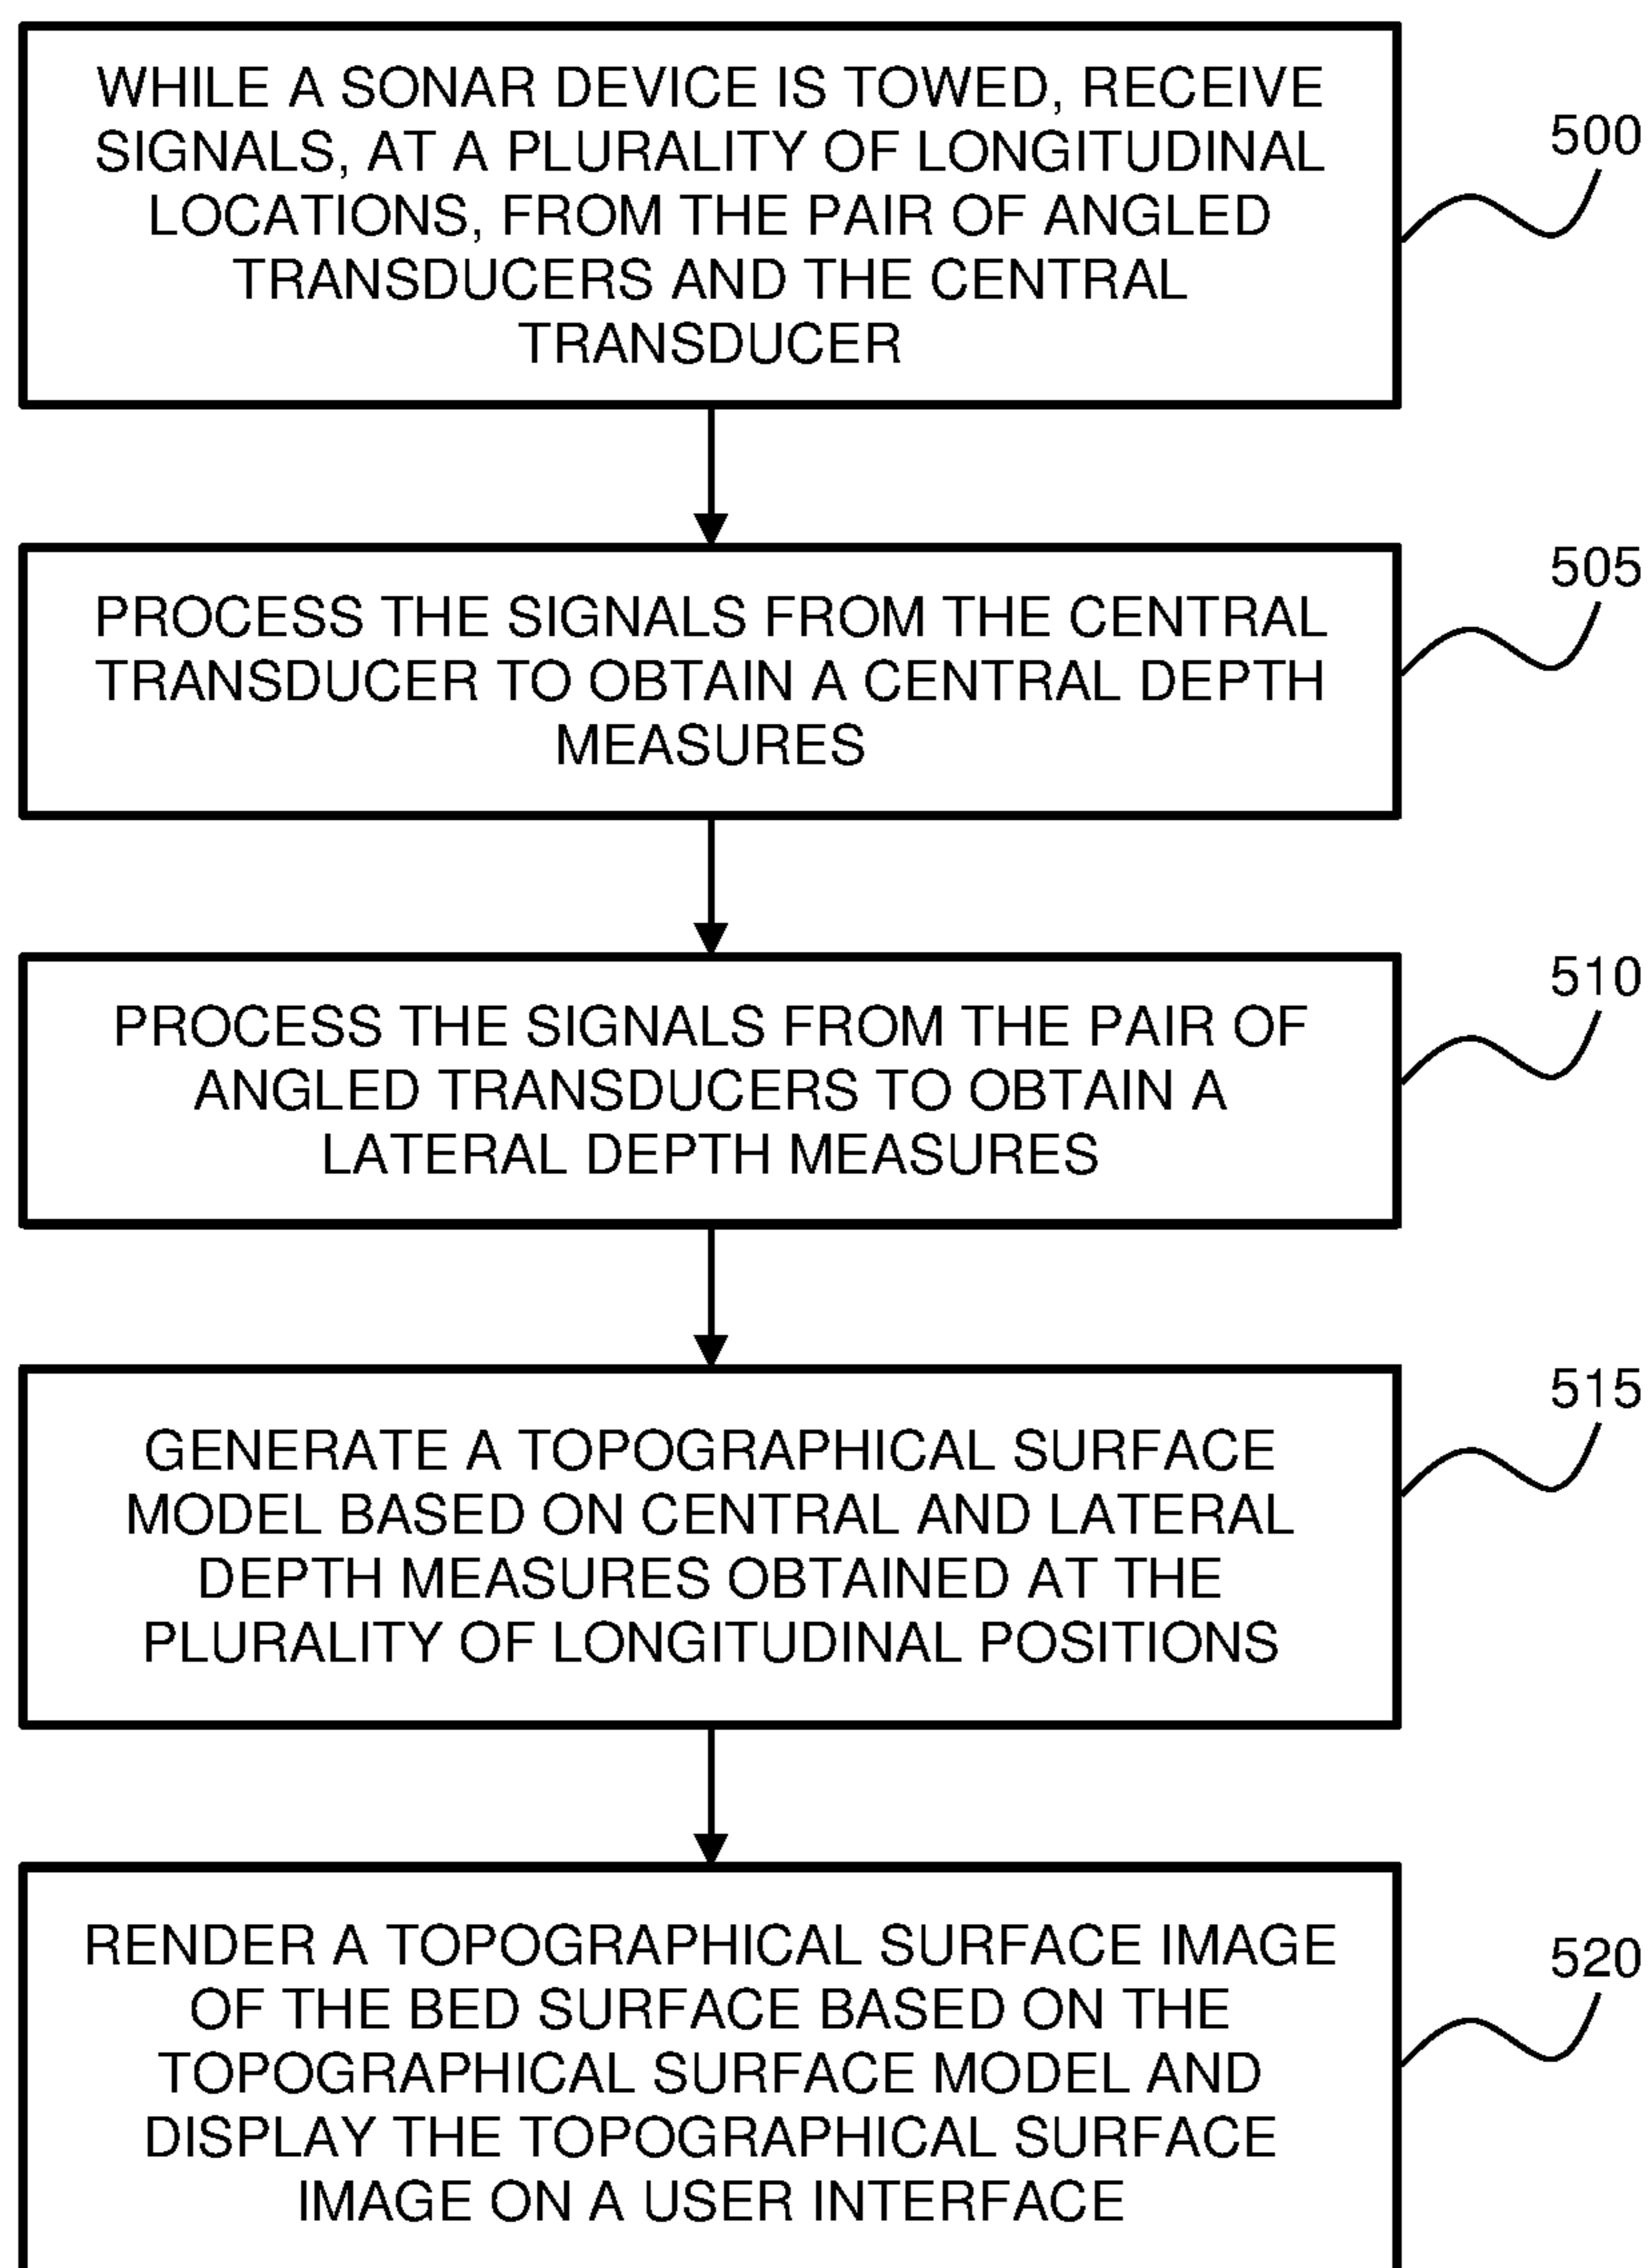 WHILE A SONAR DEVICE IS TOWED, RECEIVE
SIGNALS, AT A PLURALITY OF LONGITUDINAL
LOCATIONS, FROM THE PAIR OF ANGLED
TRANSDUCERS AND THE CENTRAL
TRANSDUCER
500
PROCESS THE SIGNALS FROM THE CENTRAL
TRANSDUCER TO OBTAIN A CENTRAL DEPTH
MEASURES
505
PROCESS THE SIGNALS FROM THE PAIR OF
ANGLED TRANSDUCERS TO OBTAIN A
LATERAL DEPTH MEASURES
510
GENERATE A TOPOGRAPHICAL SURFACE
MODEL BASED ON CENTRAL AND LATERAL
DEPTH MEASURES OBTAINED AT THE
PLURALITY OF LONGITUDINAL POSITIONS
515
RENDER A TOPOGRAPHICAL SURFACE IMAGE
OF THE BED SURFACE BASED ON THE
TOPOGRAPHICAL SURFACE MODEL AND
DISPLAY THE TOPOGRAPHICAL SURFACE
IMAGE ON A USER INTERFACE
520